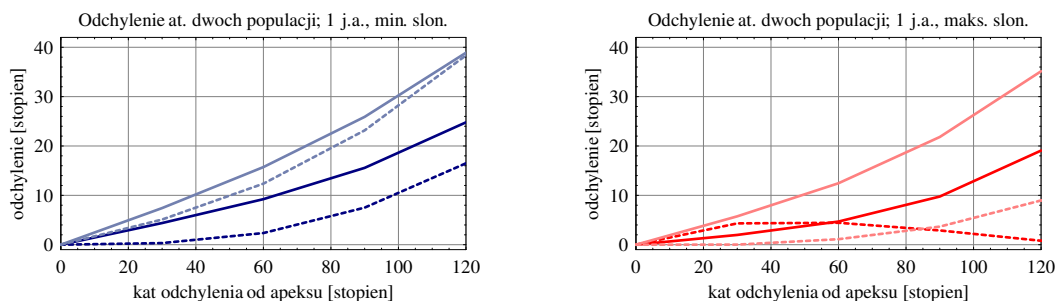 Odchylenie at. dwoch populacji; 1 j.a., min. slon.
odchylenie [stopien]
40
30
20
10
0
0 20 40 60 80 100 120
kat odchylenia od apeksu [stopien]
Odchylenie at. dwoch populacji; 1 j.a., maks. slon.
odchylenie [stopien]
40
30
20
10
0
0 20 40 60 80 100 120
kat odchylenia od apeksu [stopien]